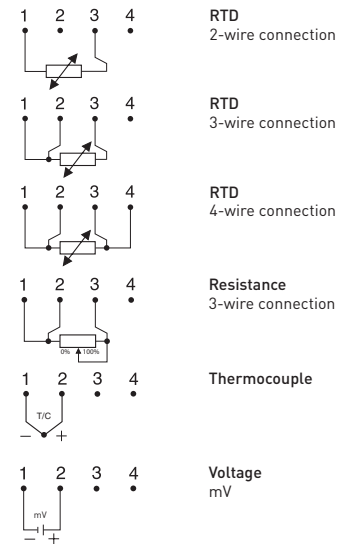 1 2 3 4
RTD
2-wire connection
1 2 3 4
RTD
3-wire connection
1 2 3 4
RTD
4-wire connection
1 2 3 4
Resistance
3-wire connection
0% 100%
1 2 3 4
Thermocouple
T/C
− +
1 2 3 4
Voltage
mV
mV
− +